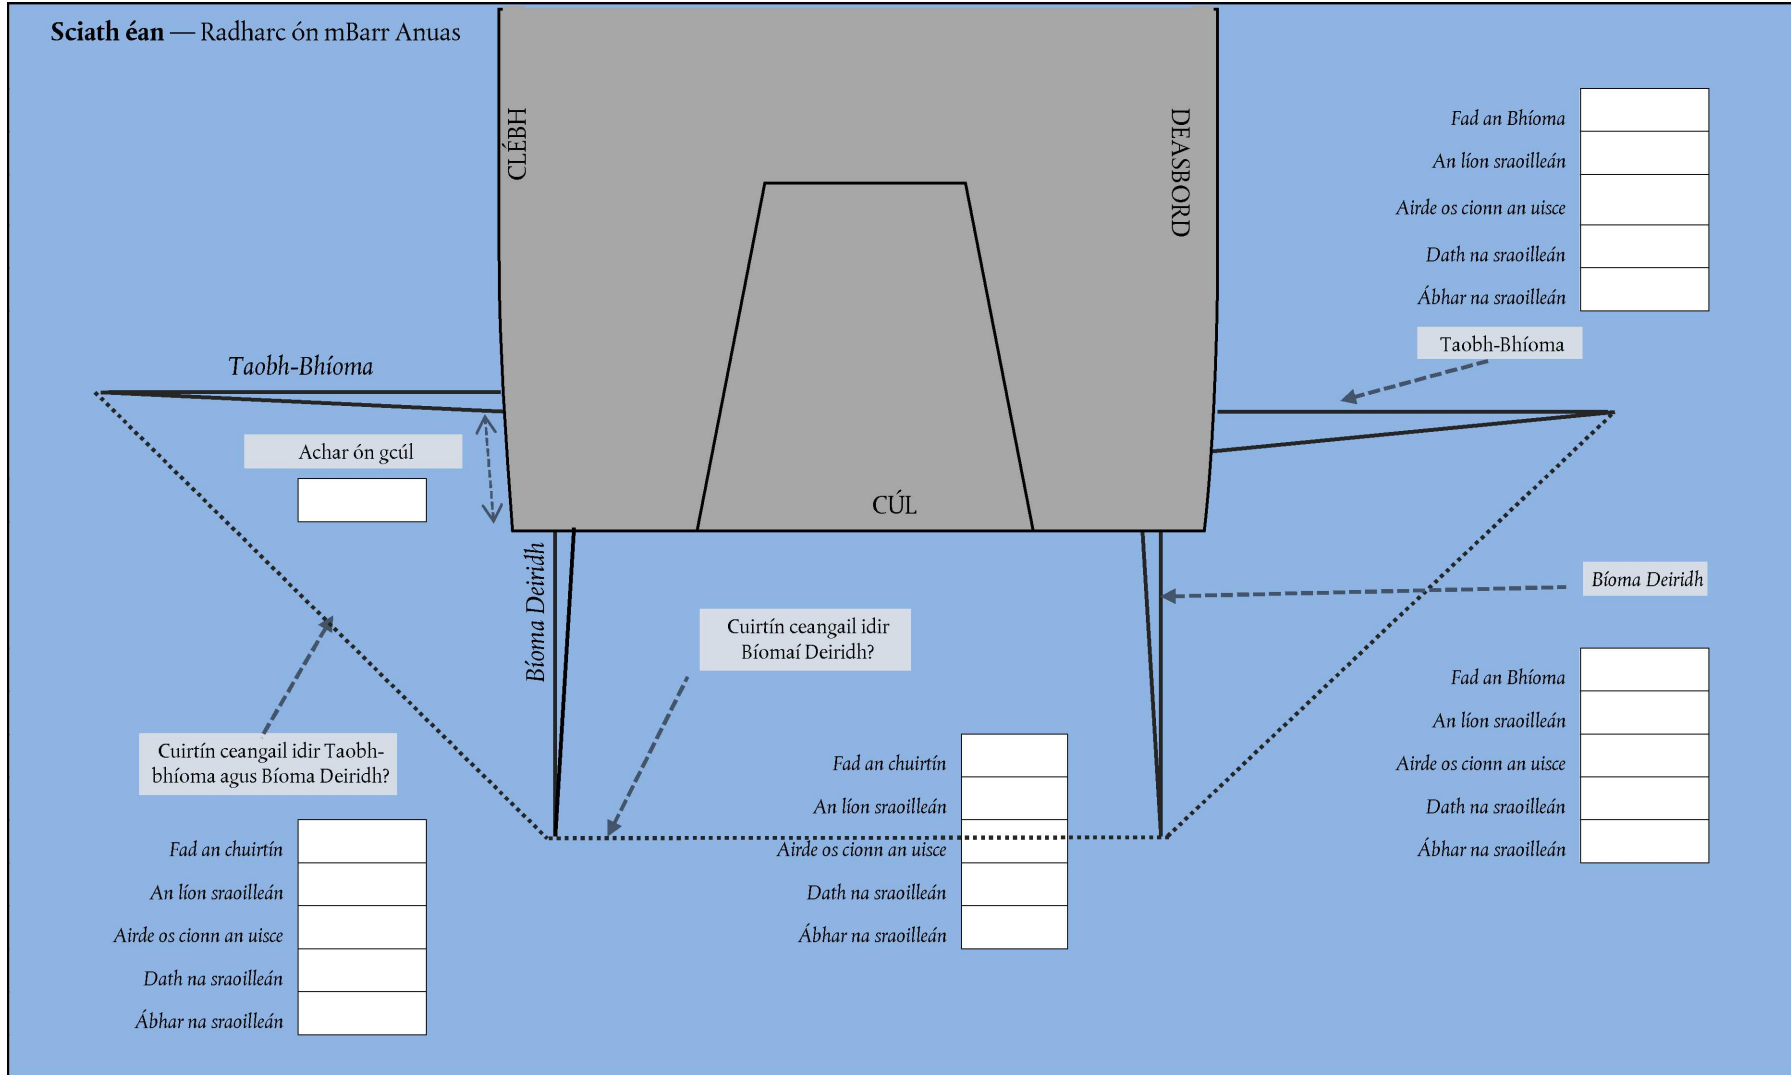 Sciath éan — Radharc ón mBarr Anuas
CLÉBH
DEASBORD
Fad an Bhíoma
An líon sraoilleán
Airde os cionn an uisce
Dath na sraoilleán
Ábhar na sraoilleán
Taobh-Bhíoma
Taobh-Bhíoma
Achar ón gcúl
CÚL
Bíoma Deiridh
Bíoma Deiridh
Cuirtín ceangail idir
Bíomaí Deiridh?
Cuirtín ceangail idir Taobh-
bhíoma agus Bíoma Deiridh?
Fad an Bhíoma
An líon sraoilleán
Airde os cionn an uisce
Dath na sraoilleán
Ábhar na sraoilleán
Fad an chuirtín
An líon sraoilleán
Airde os cionn an uisce
Dath na sraoilleán
Ábhar na sraoilleán
Fad an chuirtín
An líon sraoilleán
Airde os cionn an uisce
Dath na sraoilleán
Ábhar na sraoilleán